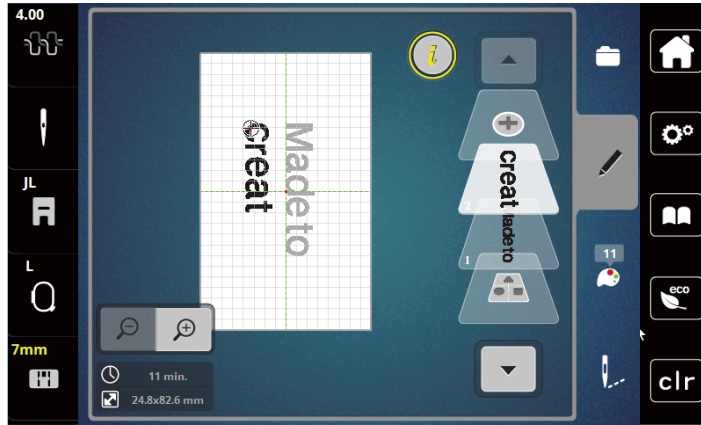 4.00
i
JL
L
7mm
Made to
Creat
creat
2
Made to
1
11
11 min.
24.8x82.6 mm
eco
clr